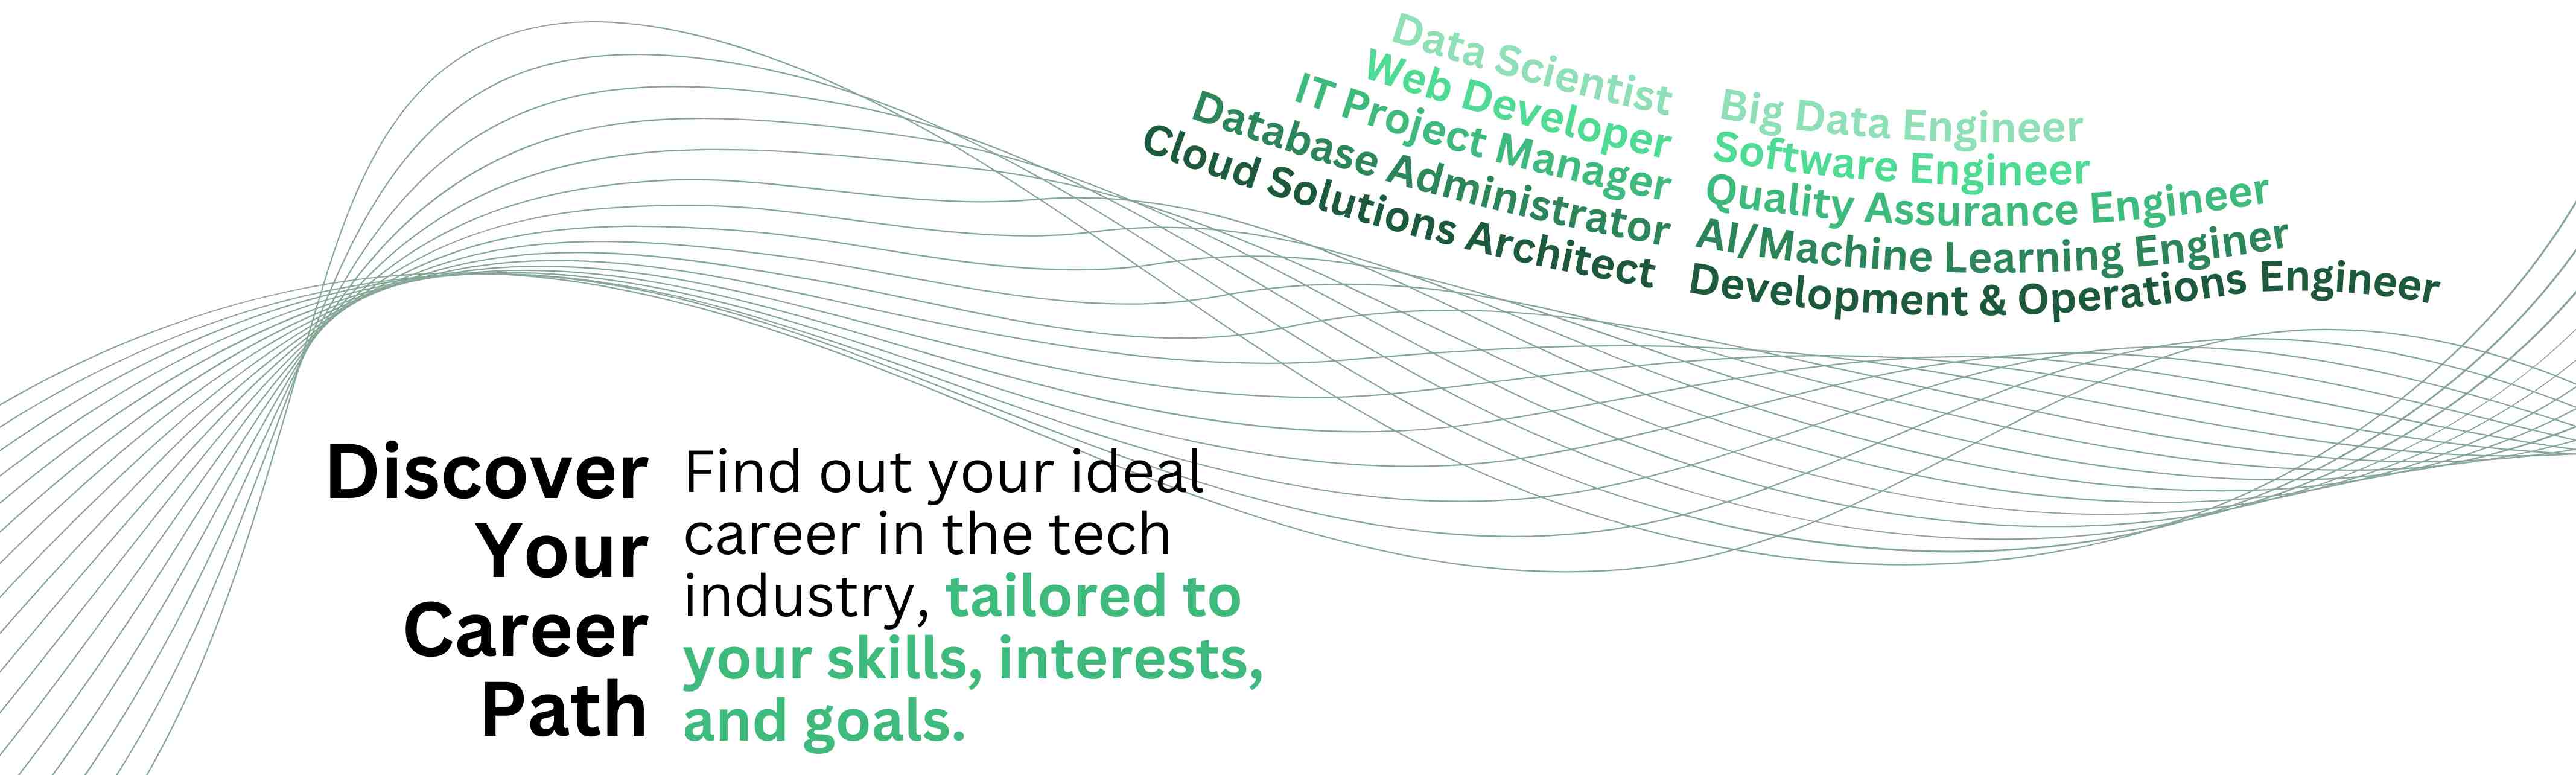 Data Scientist
Web Developer
IT Project Manager
Database Administrator
Cloud Solutions Architect
Big Data Engineer
Software Engineer
Quality Assurance Engineer
AI/Machine Learning Enginer
Development & Operations Engineer
Discover
Your
Career
Path
Find out your ideal
career in the tech
industry, tailored to
your skills, interests,
and goals.